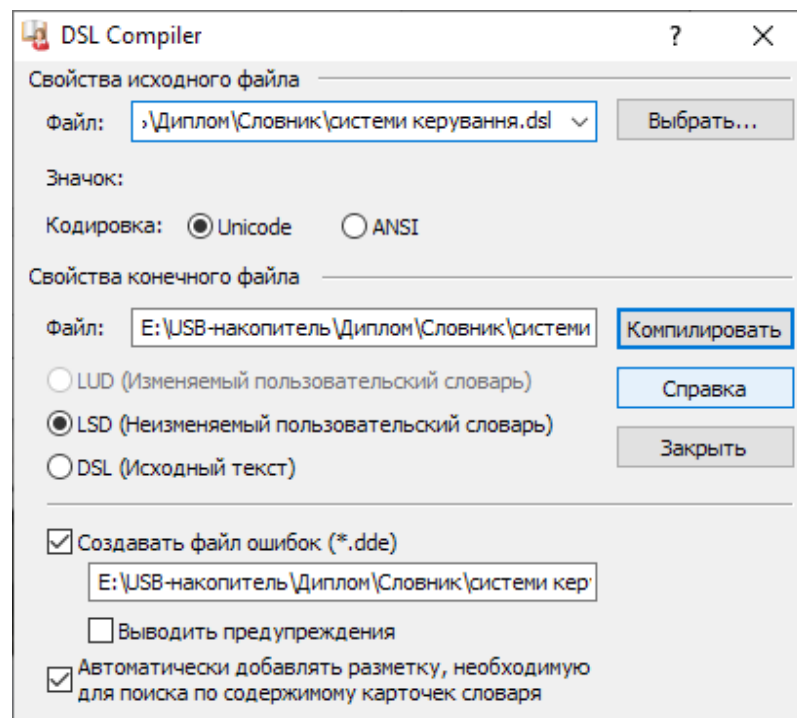 DSL Compiler ?
Свойства исходного файла
Файл: \Диплом\Словник\системи керування.dsl Выбрать...
Значок:
Кодировка: Unicode ANSI
Свойства конечного файла
Файл: E:\USB-накопитель\Диплом\Словник\системи Компилировать
LUD (Изменяемый пользовательский словарь)
Справка
LSD (Неизменяемый пользовательский словарь)
Закрыть
DSL (Исходный текст)
Создавать файл ошибок (*.dde)
E:\USB-накопитель\Диплом\Словник\системи кер
Выводить предупреждения
Автоматически добавлять разметку, необходимую
для поиска по содержимому карточек словаря